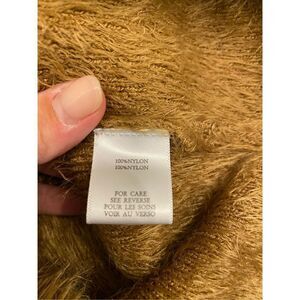 100%NYLON
100%NYLON
FOR CARE
SEE REVERSE
POUR LES SOINS
VOIR AU VERSO